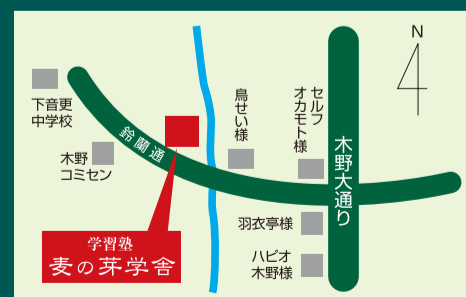 N
下音更
中学校
木野
コミセン
鈴蘭通
鳥せい様
セルフ
オカモト様
木野大通り
羽衣亭様
ハピオ
木野様
学習塾
麦の芽学舎